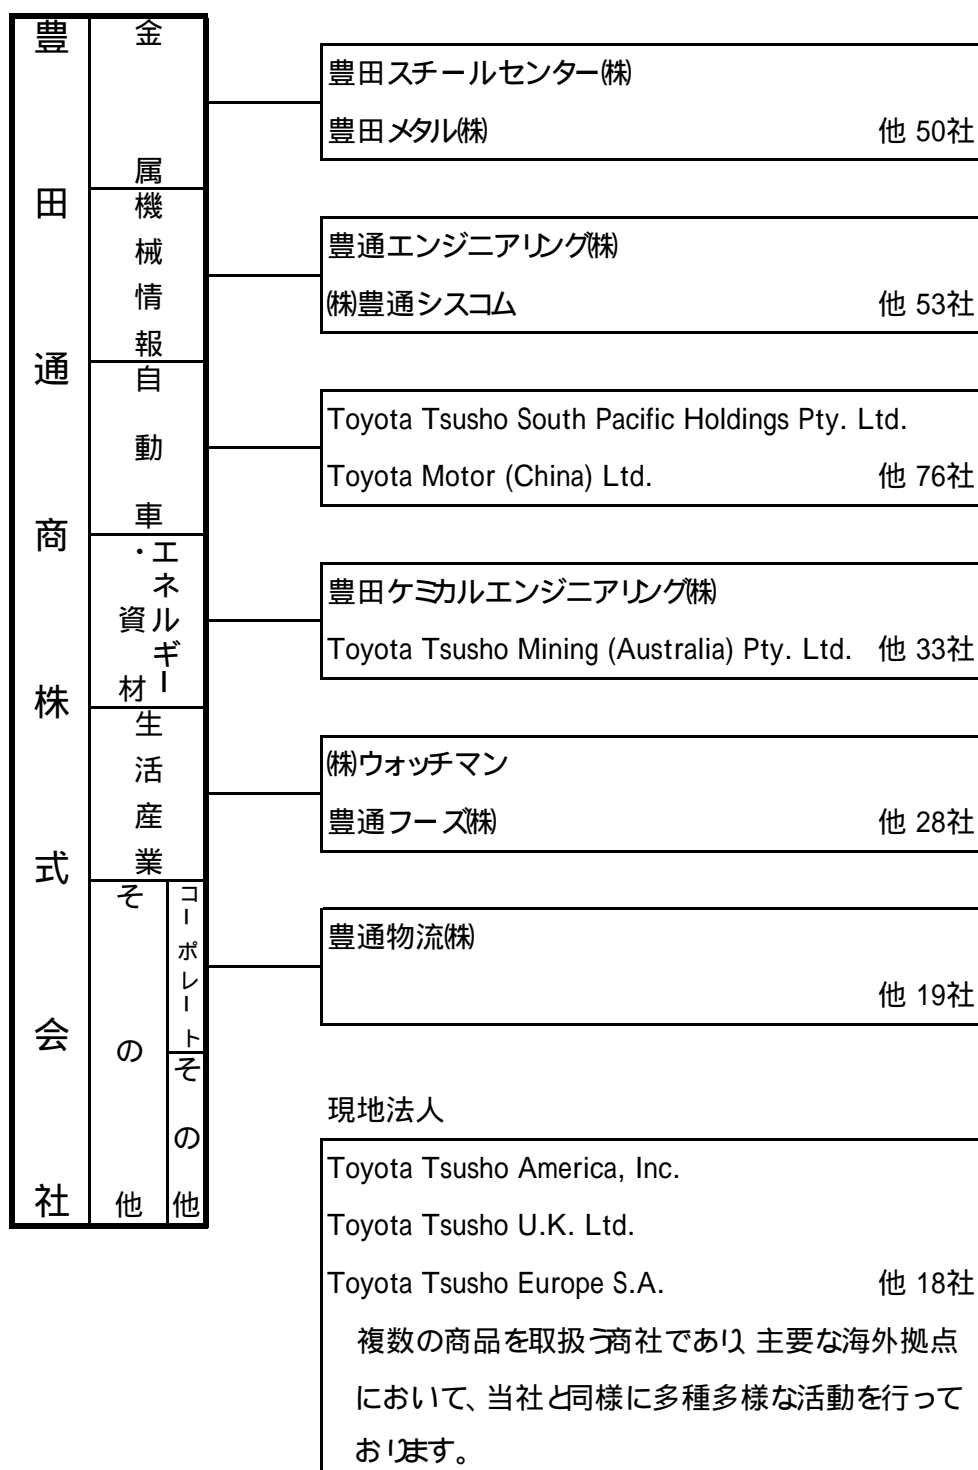 豊田通商株式会社
金属
豊田スチールセンター㈱
豊田メタル㈱ 他 50社
機械情報
豊通エンジニアリング㈱
㈱豊通シスコム 他 53社
自動車
Toyota Tsusho South Pacific Holdings Pty. Ltd.
Toyota Motor (China) Ltd. 他 76社
エネルギー
・資材
豊田ケミカルエンジニアリング㈱
Toyota Tsusho Mining (Australia) Pty. Ltd. 他 33社
生活産業
㈱ウォッチマン
豊通フーズ㈱ 他 28社
その他
コーポレート
その他
豊通物流㈱
他 19社
現地法人
Toyota Tsusho America, Inc.
Toyota Tsusho U.K. Ltd.
Toyota Tsusho Europe S.A. 他 18社
複数の商品を取扱う商社であり、主要な海外拠点
において、当社と同様に多種多様な活動を行って
おります。